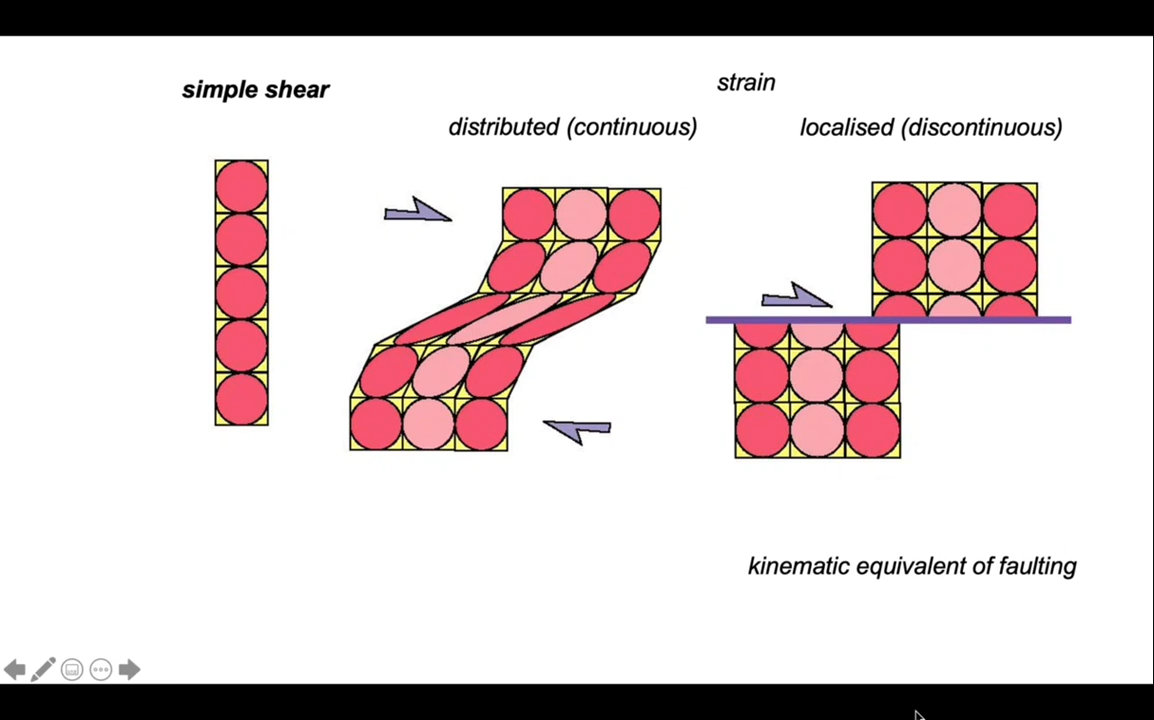 simple shear
strain
distributed (continuous)
localised (discontinuous)
kinematic equivalent of faulting